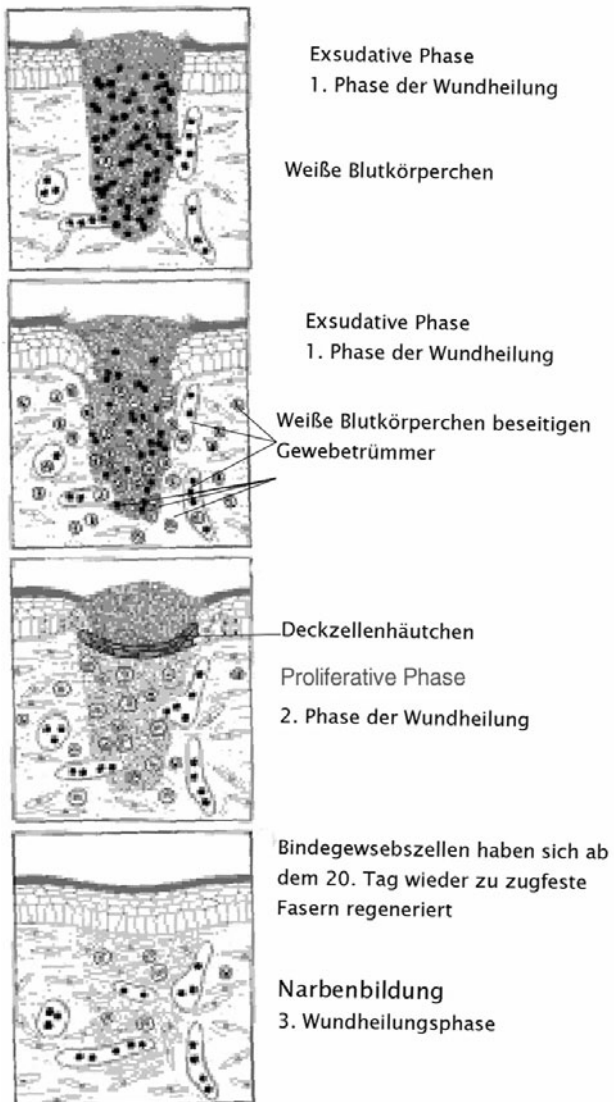 Exsudative Phase
1. Phase der Wundheilung
Weiße Blutkörperchen
Exsudative Phase
1. Phase der Wundheilung
Weiße Blutkörperchen beseitigen
Gewebetrümmer
Deckzellenhäutchen
Proliferative Phase
2. Phase der Wundheilung
Bindegewsebszellen haben sich ab
dem 20. Tag wieder zu zugfeste
Fasern regeneriert
Narbenbildung
3. Wundheilungsphase